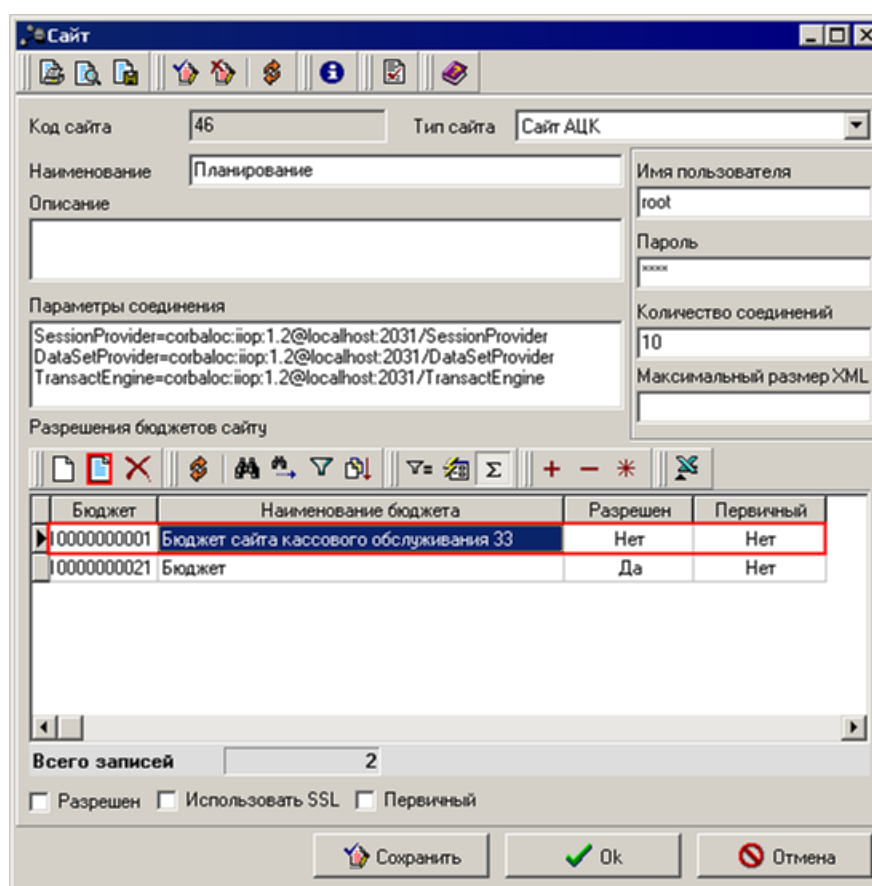 Сайт
Код сайта 46 Тип сайта Сайт АЦК
Наименование Планирование Имя пользователя
Описание root
Пароль
****
Параметры соединения Количество соединений
SessionProvider=corbaloc:iiop:1.2@localhost:2031/SessionProvider 10
DataSetProvider=corbaloc:iiop:1.2@localhost:2031/DataSetProvider
TransactEngine=corbaloc:iiop:1.2@localhost:2031/TransactEngine Максимальный размер XML
Разрешения бюджетов сайту
Бюджет Наименование бюджета Разрешен Первичный
10000000001 Бюджет сайта кассового обслуживания 33 Нет Нет
10000000021 Бюджет Да Нет
Всего записей 2
Разрешен Использовать SSL Первичный
Сохранить Ok Отмена